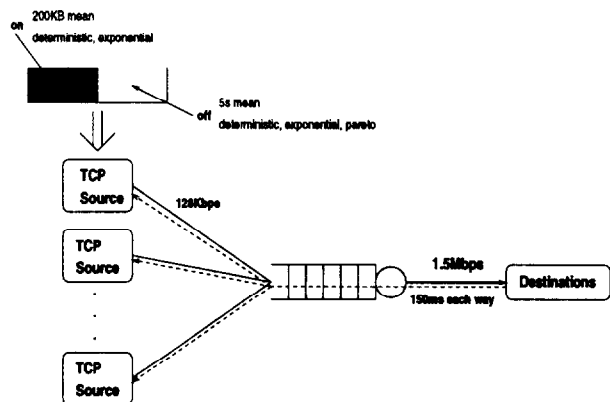 on 200KB mean
deterministic, exponential
5s mean
off deterministic, exponential, pareto
TCP
Source
128Kbps
TCP
Source
1.5Mbps
Destinations
150ms each way
TCP
Source